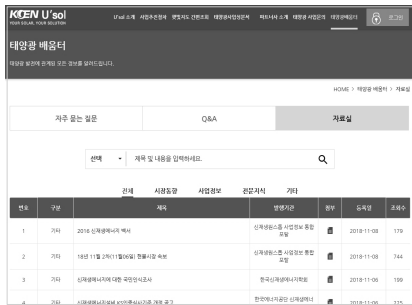 KOEN U'sol
YOUR SOLAR, YOUR SOLUTION
U'sol 소개 사업추진절차 햇빛지도 간편조회 태양광사업성분석 파트너사 소개 태양광 사업문의 태양광배움터 로그인
태양광 배움터
태양광 발전에 관계된 모든 정보를 알려드립니다.
HOME > 태양광 배움터 > 자료실
자주 묻는 질문 Q&A 자료실
선택 제목 및 내용을 입력하세요.
전체 시장동향 사업정보 전문지식 기타
번호 구분 제목 발행기관 첨부 등록일 조회수
1 기타 2016 신재생에너지 백서 신재생원스톱 사업정보 통합포털 2018-11-08 179
2 기타 18년 11월 2차(11월06일) 현물시장 속보 신재생원스톱 사업정보 통합포털 2018-11-08 744
3 기타 신재생에너지에 대한 국민인식조사 한국신재생에너지학회 2018-11-06 199
4 기타 한국에너지공단 신재생에너 2018-11-06